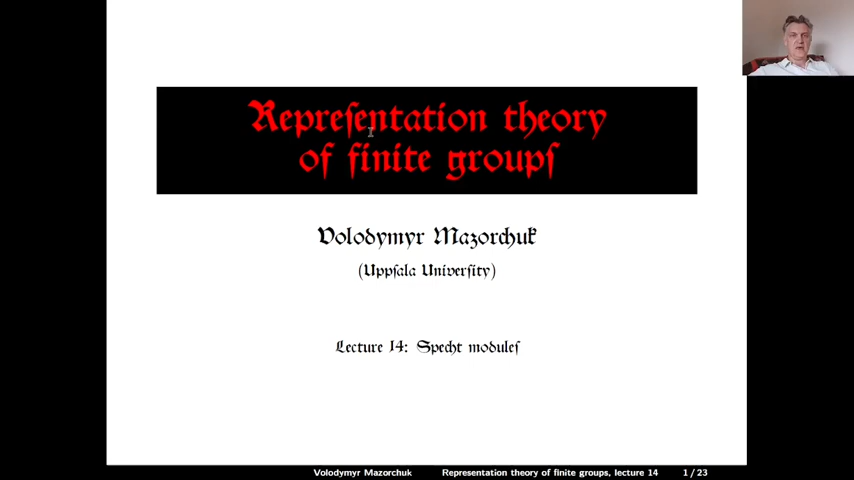 Repreſentation theory
of finite groupſ
Volodymyr Mazorchuk
(Uppſala Univerſity)
Lecture 14: Specht moduleſ
Volodymyr Mazorchuk Representation theory of finite groups, lecture 14 1 / 23